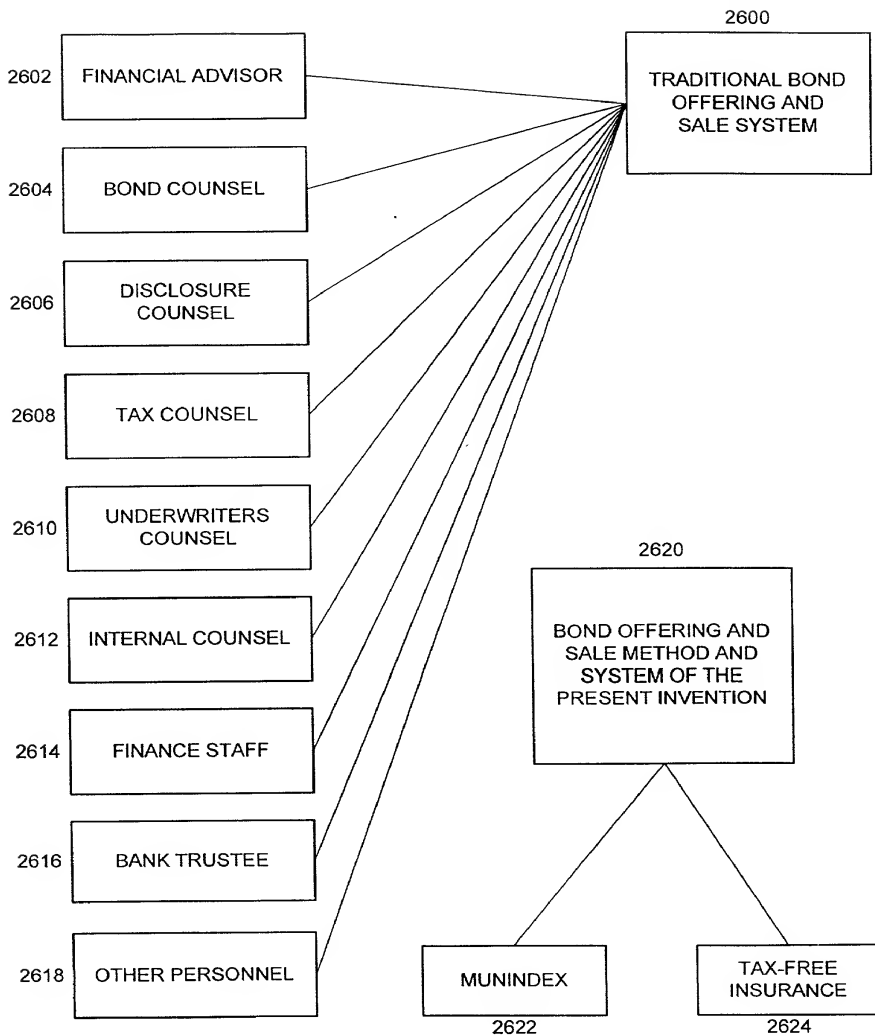 2600
2602
FINANCIAL ADVISOR
TRADITIONAL BOND
OFFERING AND
SALE SYSTEM
2604
BOND COUNSEL
2606
DISCLOSURE
COUNSEL
2608
TAX COUNSEL
2610
UNDERWRITERS
COUNSEL
2612
INTERNAL COUNSEL
2614
FINANCE STAFF
2616
BANK TRUSTEE
2618
OTHER PERSONNEL
2620
BOND OFFERING AND
SALE METHOD AND
SYSTEM OF THE
PRESENT INVENTION
MUNINDEX
2622
TAX-FREE
INSURANCE
2624